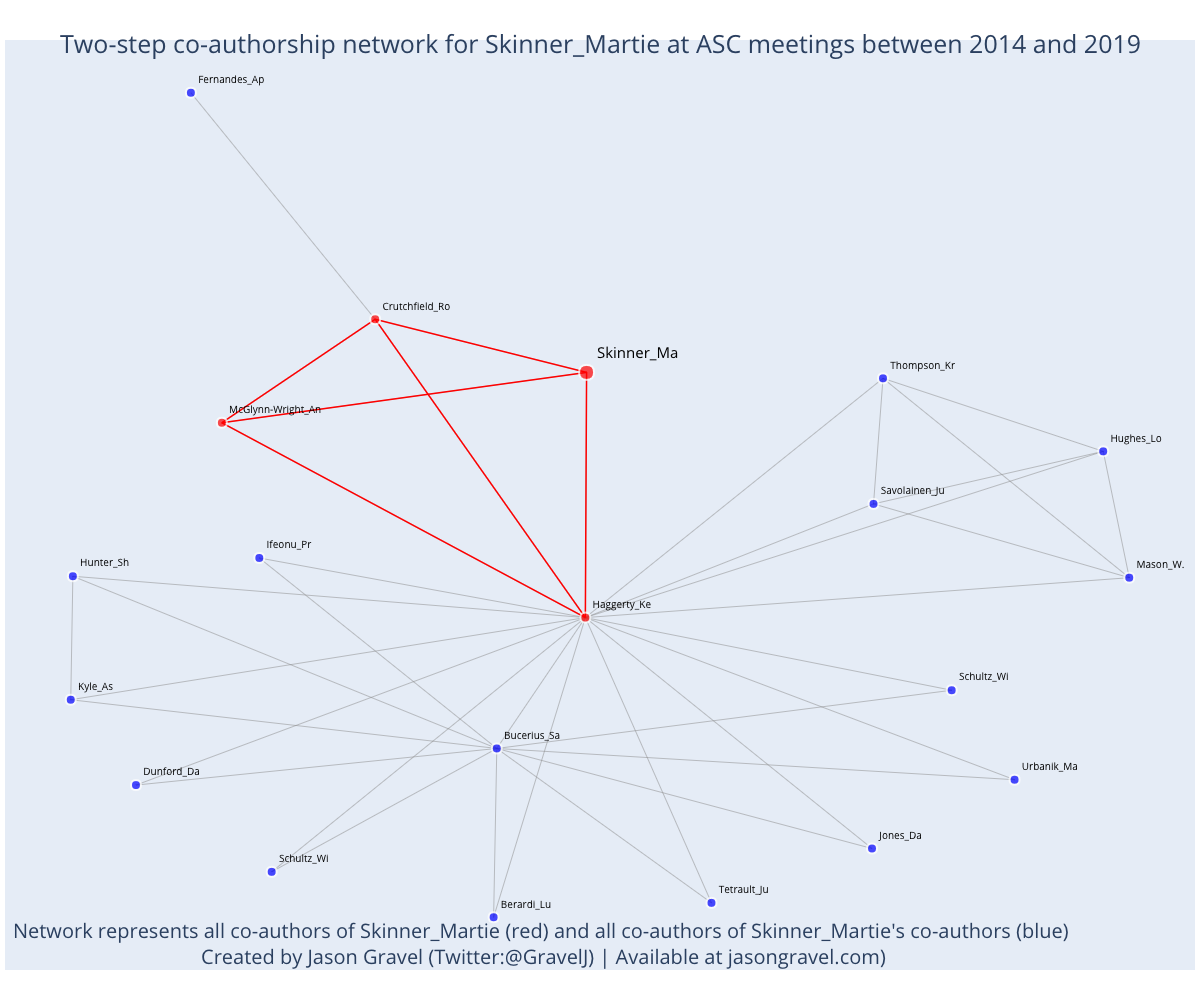 Two-step co-authorship network for Skinner_Martie at ASC meetings between 2014 and 2019
Fernandes_Ap
Crutchfield_Ro
Skinner_Ma
Thompson_Kr
McGlynn-Wright_An
Hughes_Lo
Savolainen_Ju
Ifeonu_Pr
Hunter_Sh
Mason_W.
Haggerty_Ke
Schultz_Wi
Kyle_As
Bucerius_Sa
Urbanik_Ma
Dunford_Da
Jones_Da
Schultz_Wi
Tetrault_Ju
Berardi_Lu
Network represents all co-authors of Skinner_Martie (red) and all co-authors of Skinner_Martie's co-authors (blue)
Created by Jason Gravel (Twitter:@GravelJ) | Available at jasongravel.com)